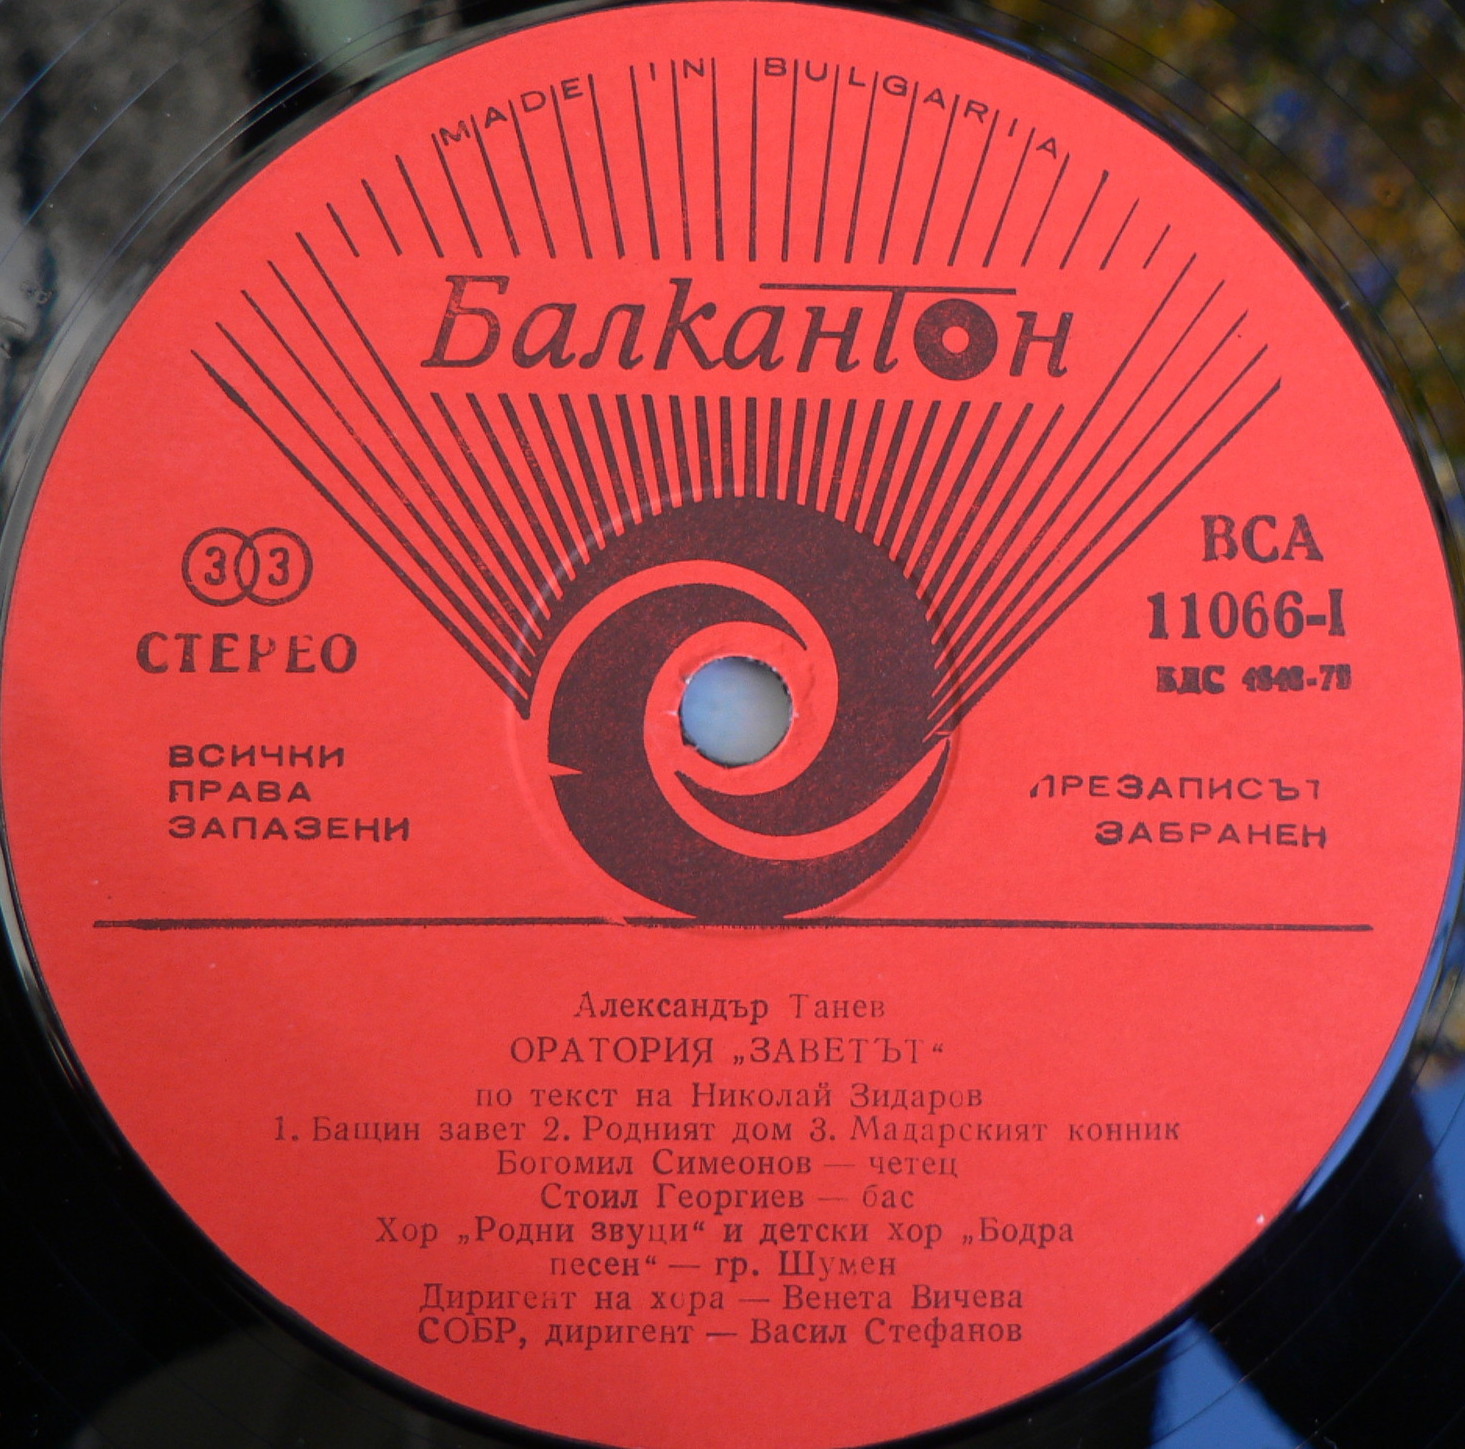 MADE IN BULGARIA
Балкантон
33
СТЕРЕО
ВСИЧКИ
ПРАВА
ЗАПАЗЕНИ
ВСА
11066-I
БДС
ПРЕЗАПИСЪТ
ЗАБРАНЕН
Александър Танев
ОРАТОРИЯ „ЗАВЕТЪТ“
по текст на Николай Зидаров
1. Бащин завет 2. Родният дом 3. Мадарският конник
Богомил Симеонов — четец
Стоил Георгиев — бас
Хор „Родни звуци“ и детски хор „Бодра
песен“ — гр. Шумен
Диригент на хора — Венета Вичева
СОБР, диригент — Васил Стефанов